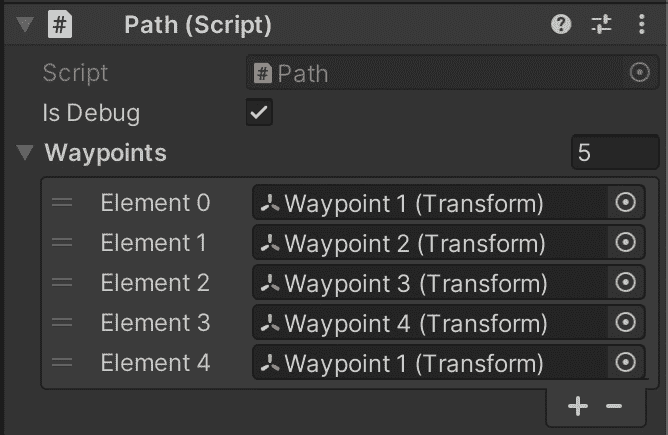 # Path (Script)
Script # Path
Is Debug
Waypoints 5
Element 0 Waypoint 1 (Transform)
Element 1 Waypoint 2 (Transform)
Element 2 Waypoint 3 (Transform)
Element 3 Waypoint 4 (Transform)
Element 4 Waypoint 1 (Transform)
+ −